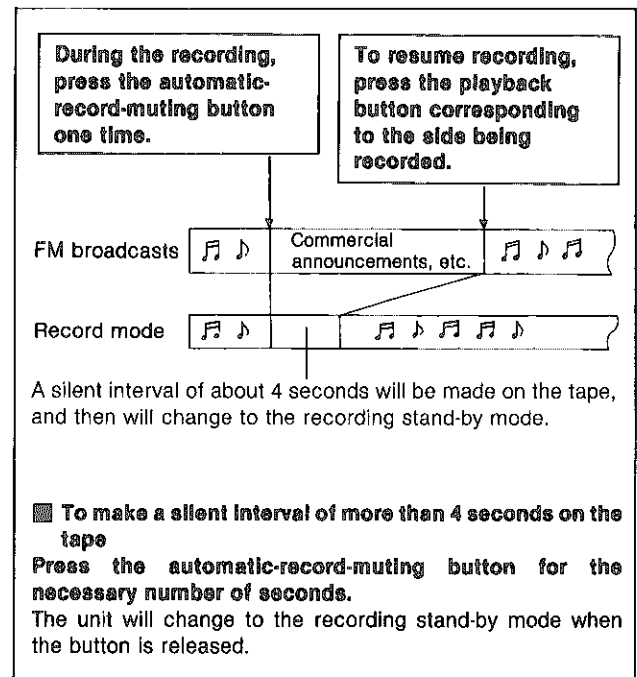 During the recording,
press the automatic-
record-muting button
one time.
To resume recording,
press the playback
button corresponding
to the side being
recorded.
FM broadcasts
Commercial
announcements, etc.
Record mode
A silent interval of about 4 seconds will be made on the tape,
and then will change to the recording stand-by mode.
■ To make a silent interval of more than 4 seconds on the
tape
Press the automatic-record-muting button for the
necessary number of seconds.
The unit will change to the recording stand-by mode when
the button is released.